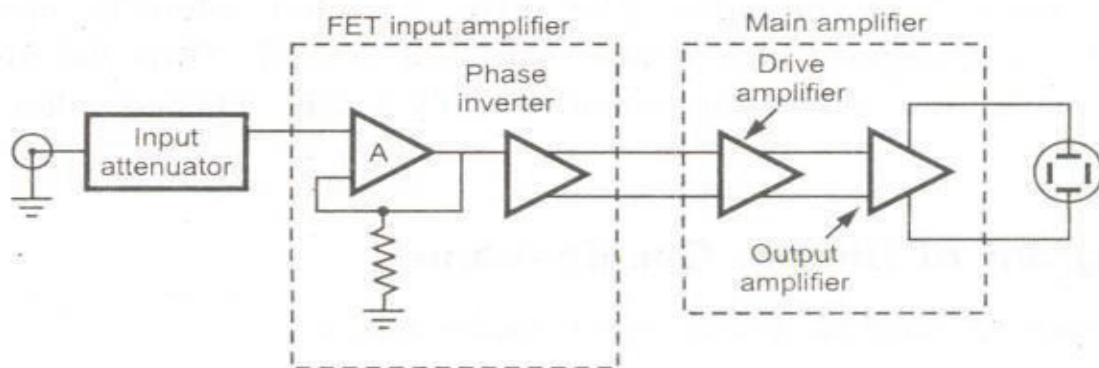 FET input amplifier
Main amplifier
Phase
inverter
Drive
amplifier
Input
attenuator
A
Output
amplifier